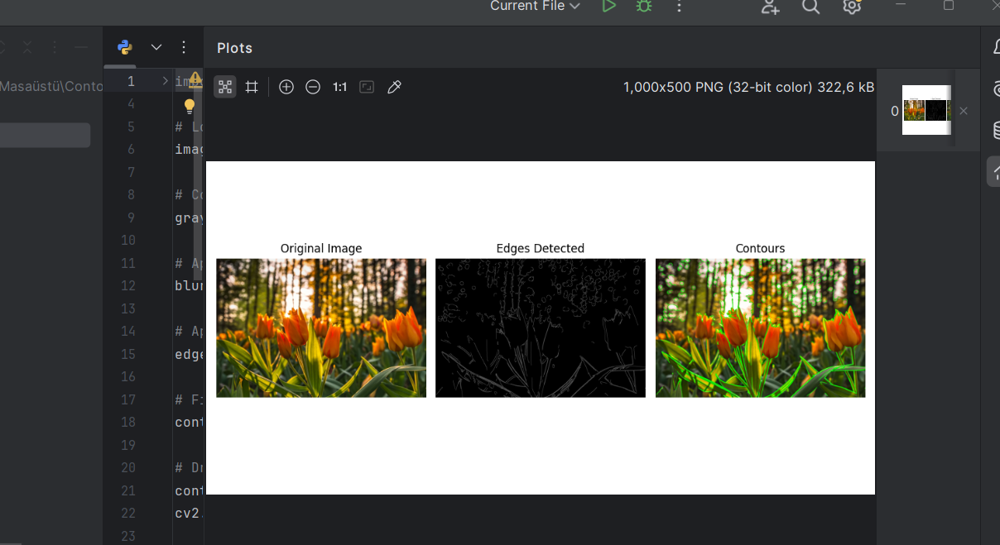 Current File
Plots
Masaüstü\Conto
1:1
1,000x500 PNG (32-bit color) 322,6 kB
0
1
4
5 # Lo
6 imag
7
8 # Co
9 gray
10
11 # Ap
12 blur
13
14 # Ap
15 edge
16
17 # Fi
18 cont
19
20 # Dr
21 cont
22 cv2.
23
Original Image
Edges Detected
Contours